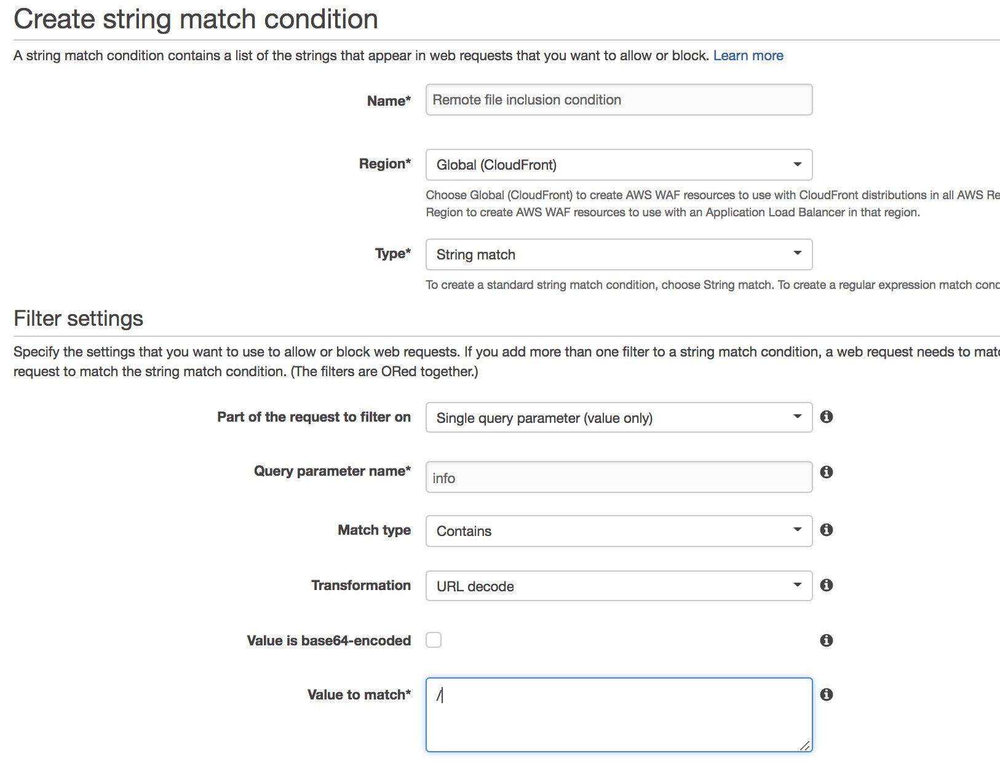 Create string match condition
A string match condition contains a list of the strings that appear in web requests that you want to allow or block. Learn more
Name* Remote file inclusion condition
Region* Global (CloudFront)
Choose Global (CloudFront) to create AWS WAF resources to use with CloudFront distributions in all AWS
Region to create AWS WAF resources to use with an Application Load Balancer in that region.
Type* String match
To create a standard string match condition, choose String match. To create a regular expression match
Filter settings
Specify the settings that you want to use to allow or block web requests. If you add more than one filter to a string match condition, a web request needs to
request to match the string match condition. (The filters are ORed together.)
Part of the request to filter on Single query parameter (value only)
Query parameter name* info
Match type Contains
Transformation URL decode
Value is base64-encoded
Value to match* /